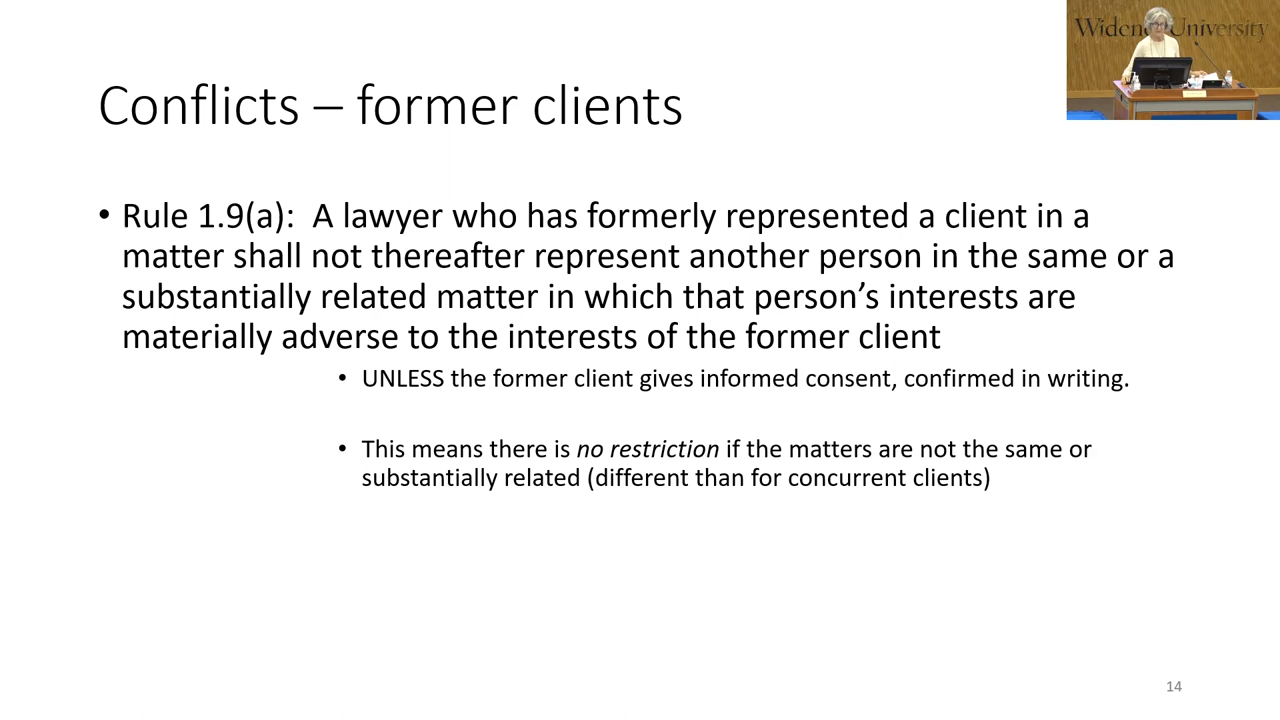 Widener University
Conflicts – former clients
• Rule 1.9(a):  A lawyer who has formerly represented a client in a
matter shall not thereafter represent another person in the same or a
substantially related matter in which that person’s interests are
materially adverse to the interests of the former client
• UNLESS the former client gives informed consent, confirmed in writing.
• This means there is no restriction if the matters are not the same or
substantially related (different than for concurrent clients)
14